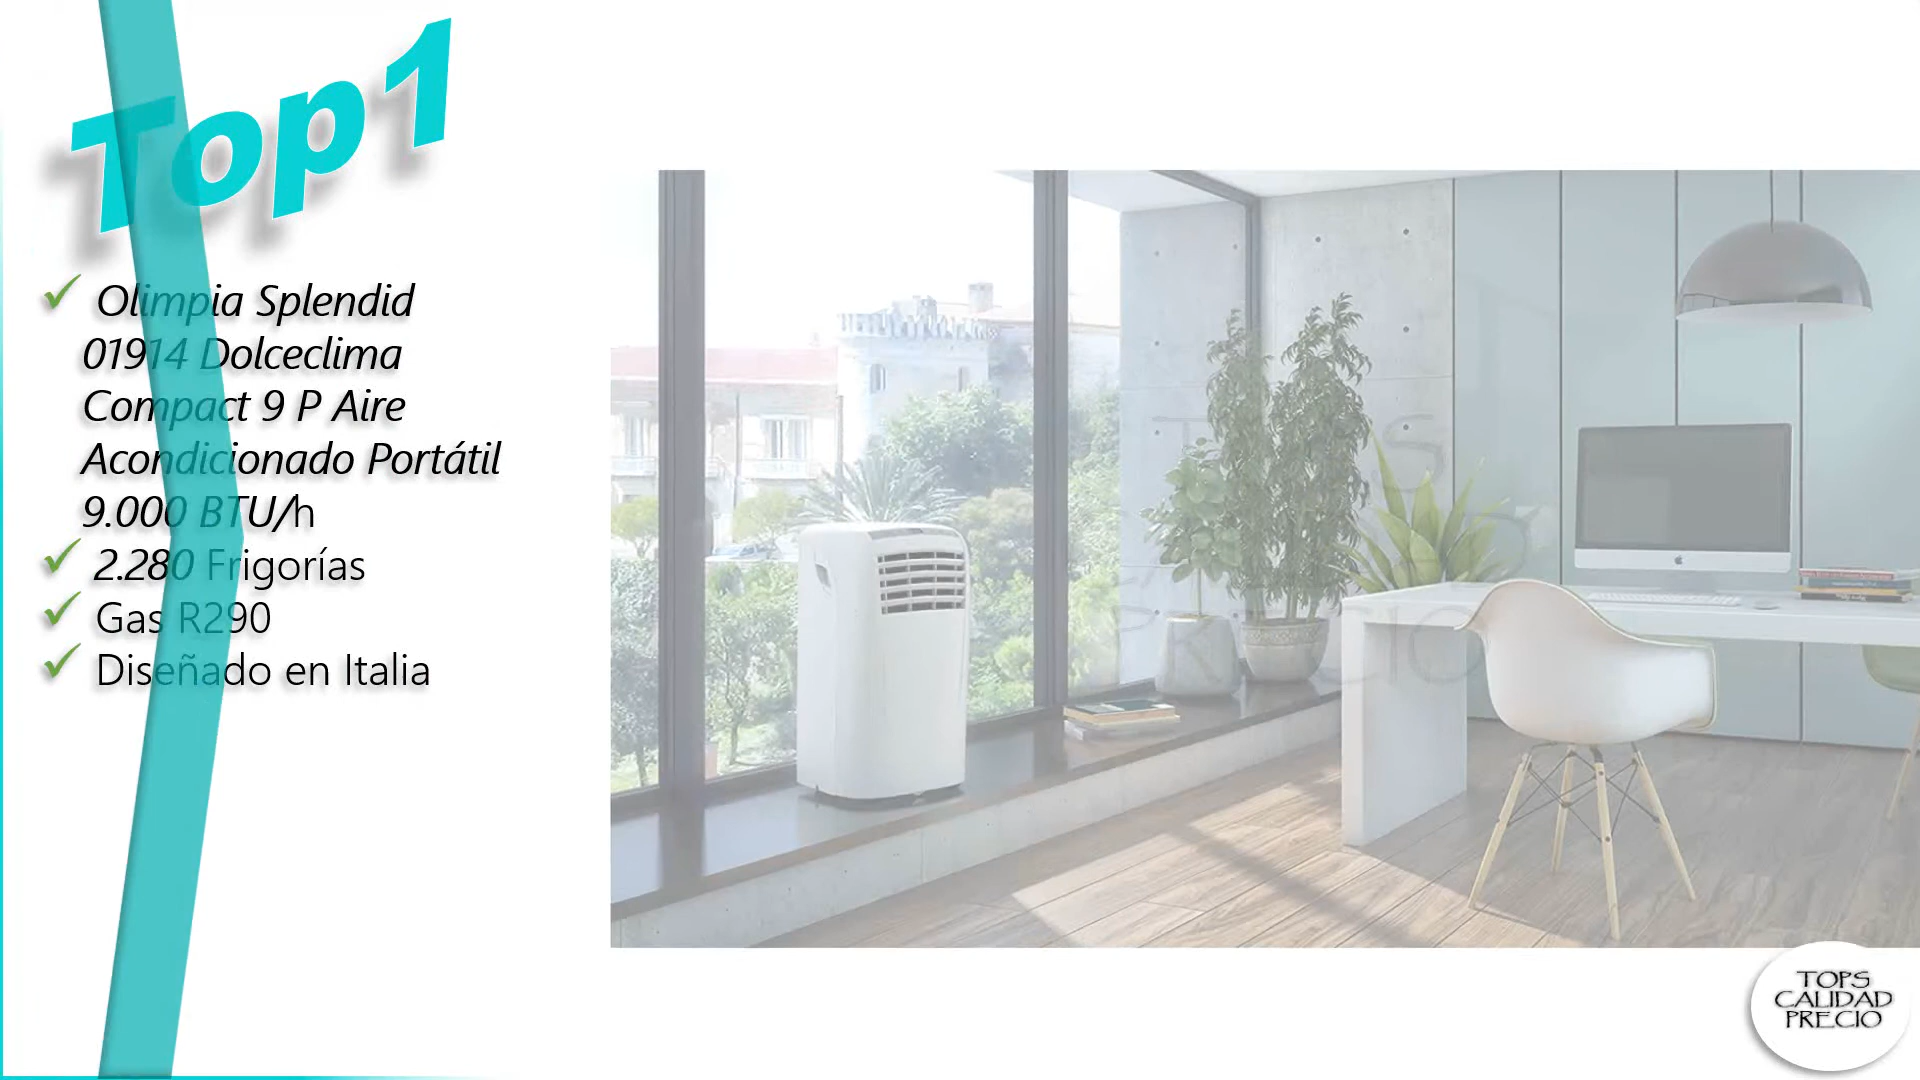 Top1
Olimpia Splendid
01914 Dolceclima
Compact 9 P Aire
Acondicionado Portátil
9.000 BTU/h
2.280 Frigorías
Gas R290
Diseñado en Italia
TOPS
CALIDAD
PRECIO